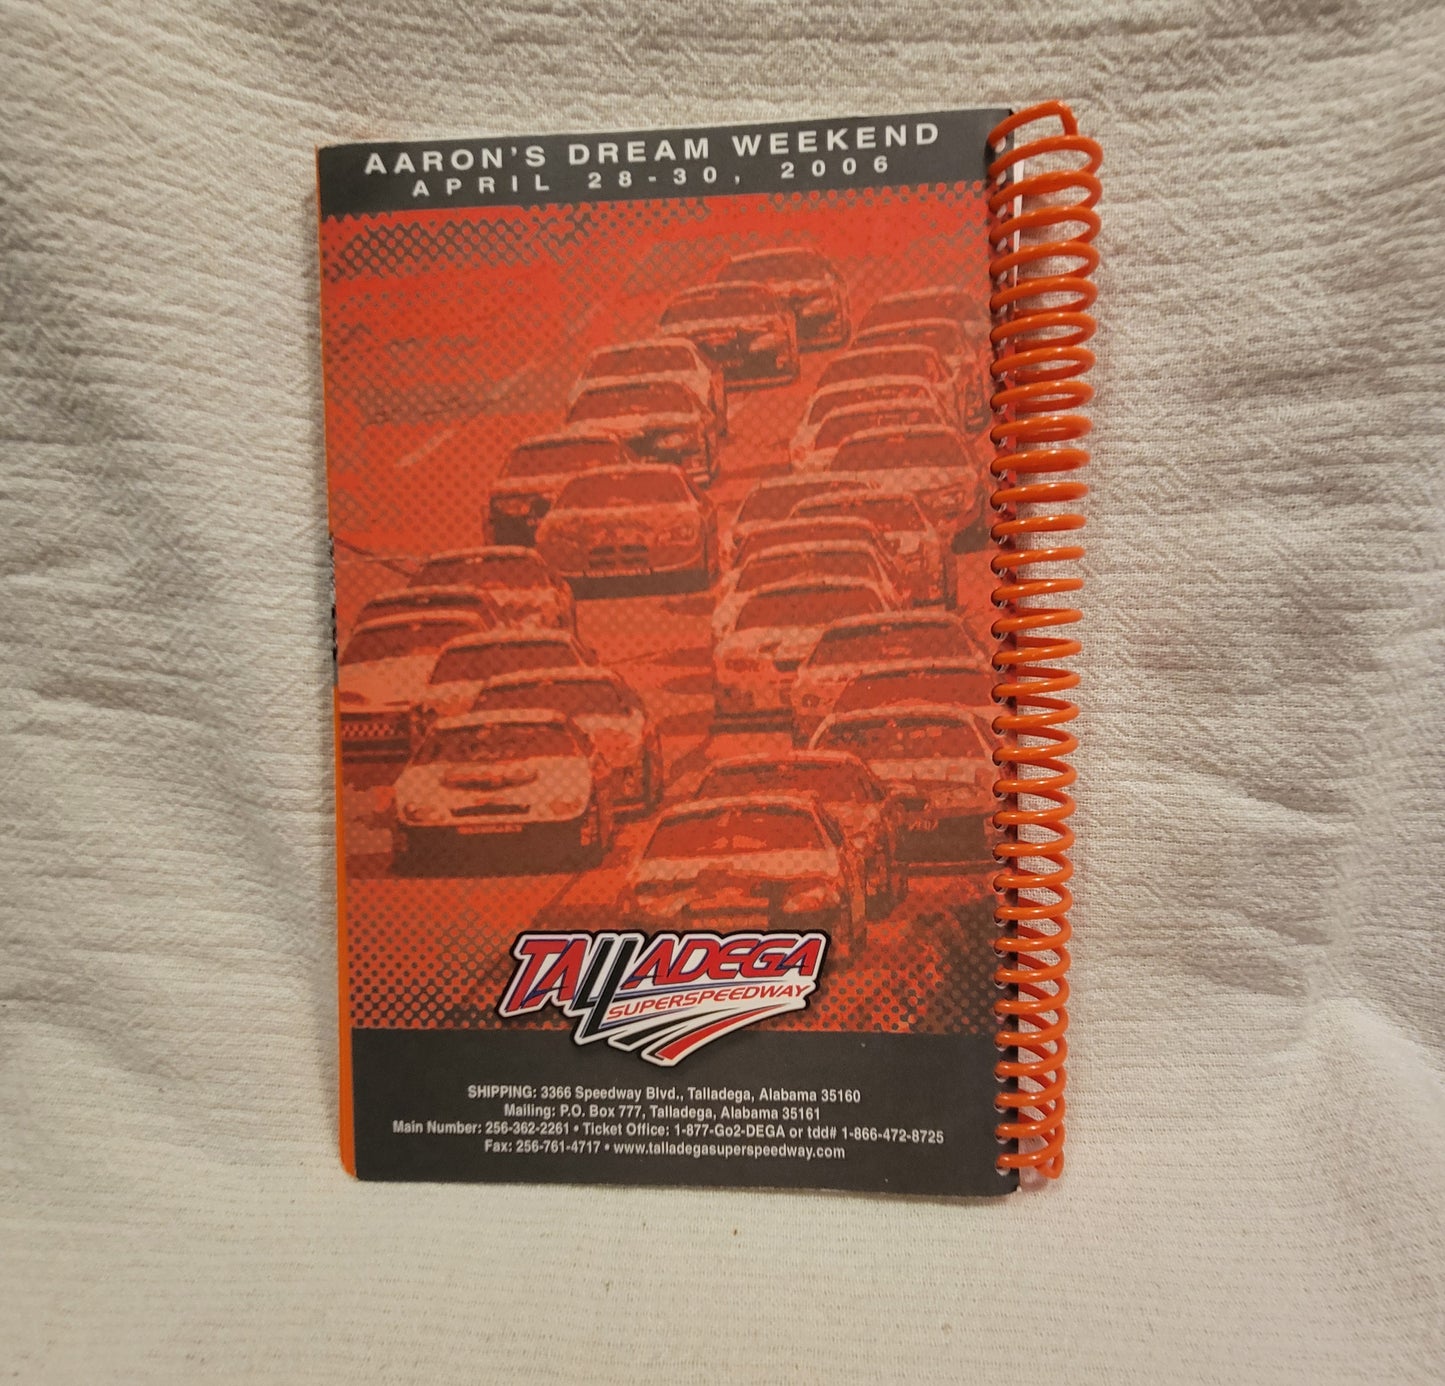 AARON'S DREAM WEEKEND
APRIL 28-30, 2006
TALLADEGA
SUPERSPEEDWAY
SHIPPING: 3366 Speedway Blvd., Talladega, Alabama 35160
Mailing: P.O. Box 777, Talladega, Alabama 35161
Main Number: 256-362-2261 • Ticket Office: 1-877-Go2-DEGA or tdd# 1-866-472-8725
Fax: 256-761-4717 • www.talladegasuperspeedway.com